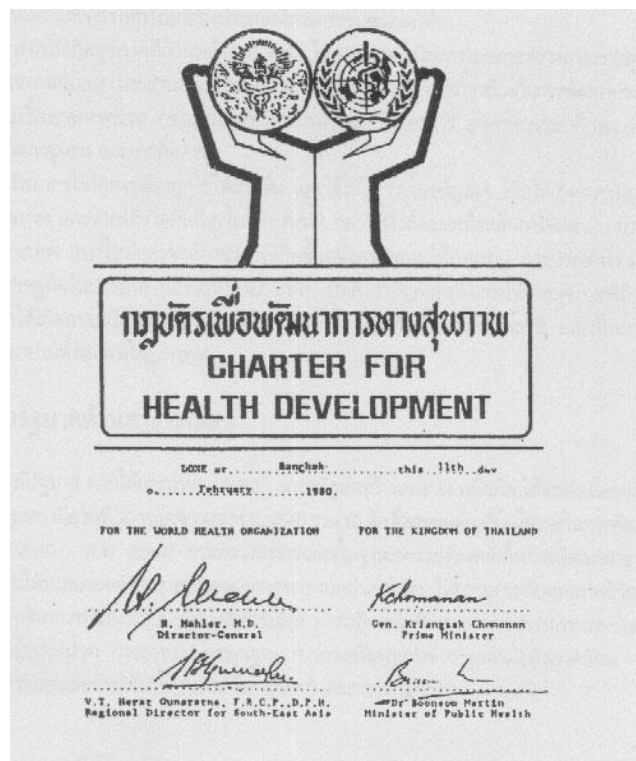 กฎบัตรเพื่อพัฒนาการทางสุขภาพ
CHARTER FOR
HEALTH DEVELOPMENT
DONE at Bangkok this 11th day
o. February 1980.
FOR THE WORLD HEALTH ORGANIZATION FOR THE KINGDOM OF THAILAND
H. Mahler, M.D. Gen. Kriangsak Chomanan
Director-General Prime Minister
V.T. Herat Gunaratna, F.R.C.P.,D.P.H. Dr Boonsom Martin
Regional Director for South-East Asia Minister of Public Health